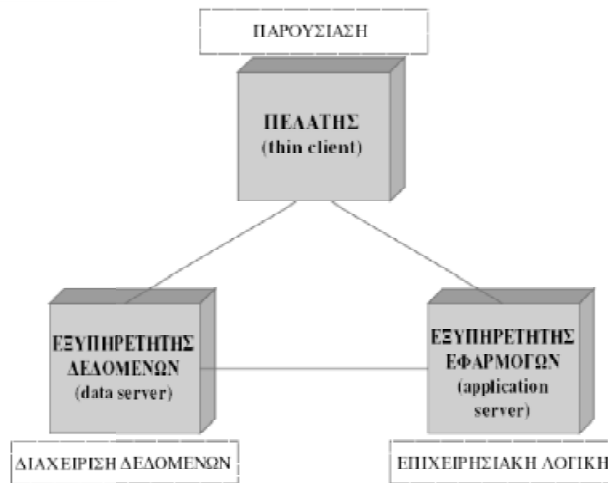 ΠΑΡΟΥΣΙΑΣΗ
ΠΕΛΑΤΗΣ
(thin client)
ΕΞΥΠΗΡΕΤΗΤΗΣ
ΔΕΔΟΜΕΝΩΝ
(data server)
ΔΙΑΧΕΙΡΙΣΗ ΔΕΔΟΜΕΝΩΝ
ΕΞΥΠΗΡΕΤΗΤΗΣ
ΕΦΑΡΜΟΓΩΝ
(application
server)
ΕΠΙΧΕΙΡΗΣΙΑΚΗ ΛΟΓΙΚΗ